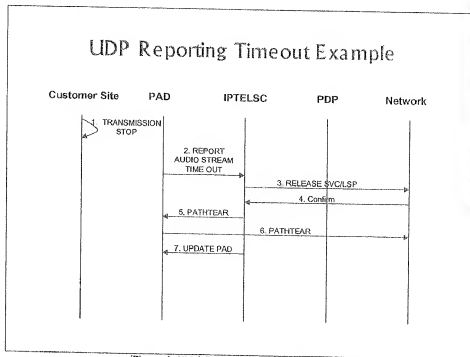 UDP Reporting Timeout Example
Customer Site PAD IPTELSC PDP Network
1. TRANSMISSION
STOP
2. REPORT
AUDIO STREAM
TIME OUT
3. RELEASE SVC/LSP
4. Confirm
5. PATHTEAR
6. PATHTEAR
7. UPDATE PAD